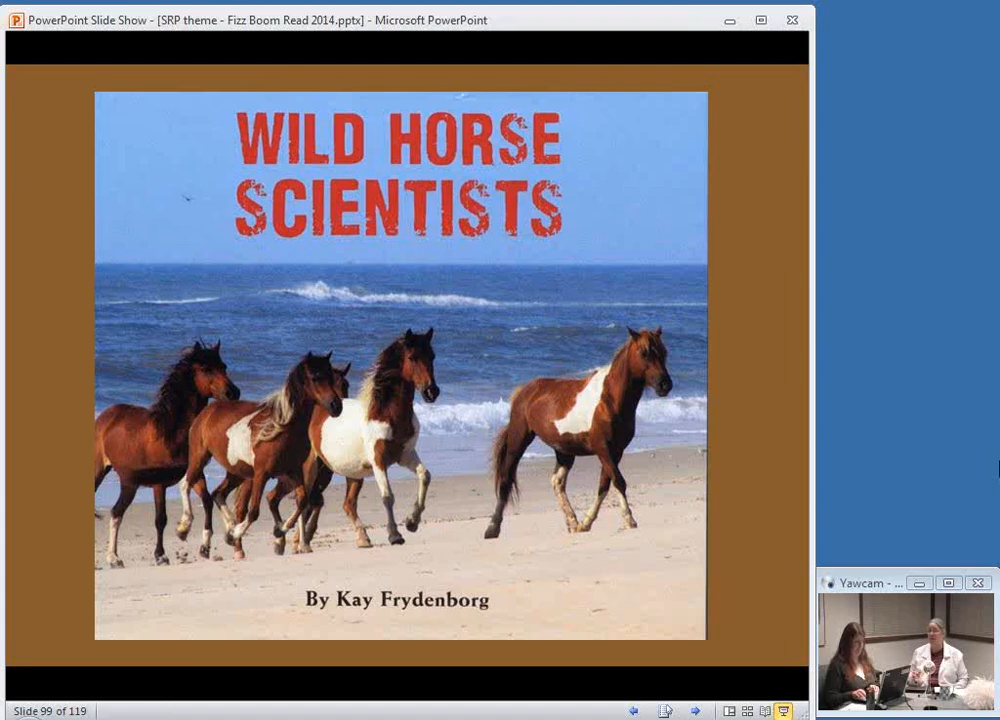 PowerPoint Slide Show - [SRP theme - Fizz Boom Read 2014.pptx] - Microsoft PowerPoint
WILD HORSE
SCIENTISTS
By Kay Frydenborg
Yawcam - ...
Slide 99 of 119